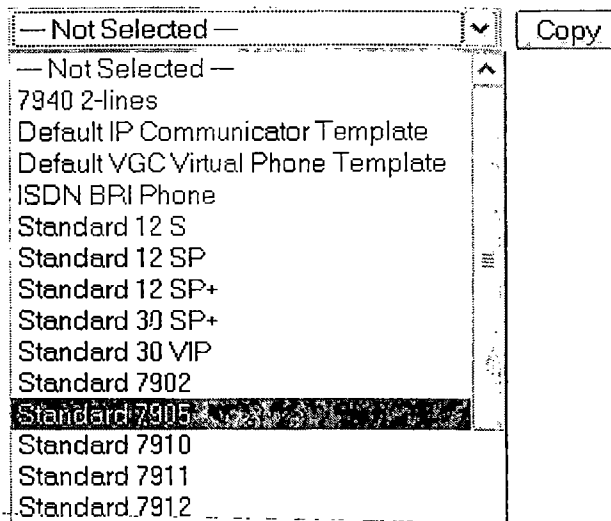 — Not Selected — Copy
— Not Selected —
7940 2-lines
Default IP Communicator Template
Default VGC Virtual Phone Template
ISDN BRI Phone
Standard 12 S
Standard 12 SP
Standard 12 SP+
Standard 30 SP+
Standard 30 VIP
Standard 7902
Standard 7905
Standard 7910
Standard 7911
Standard 7912